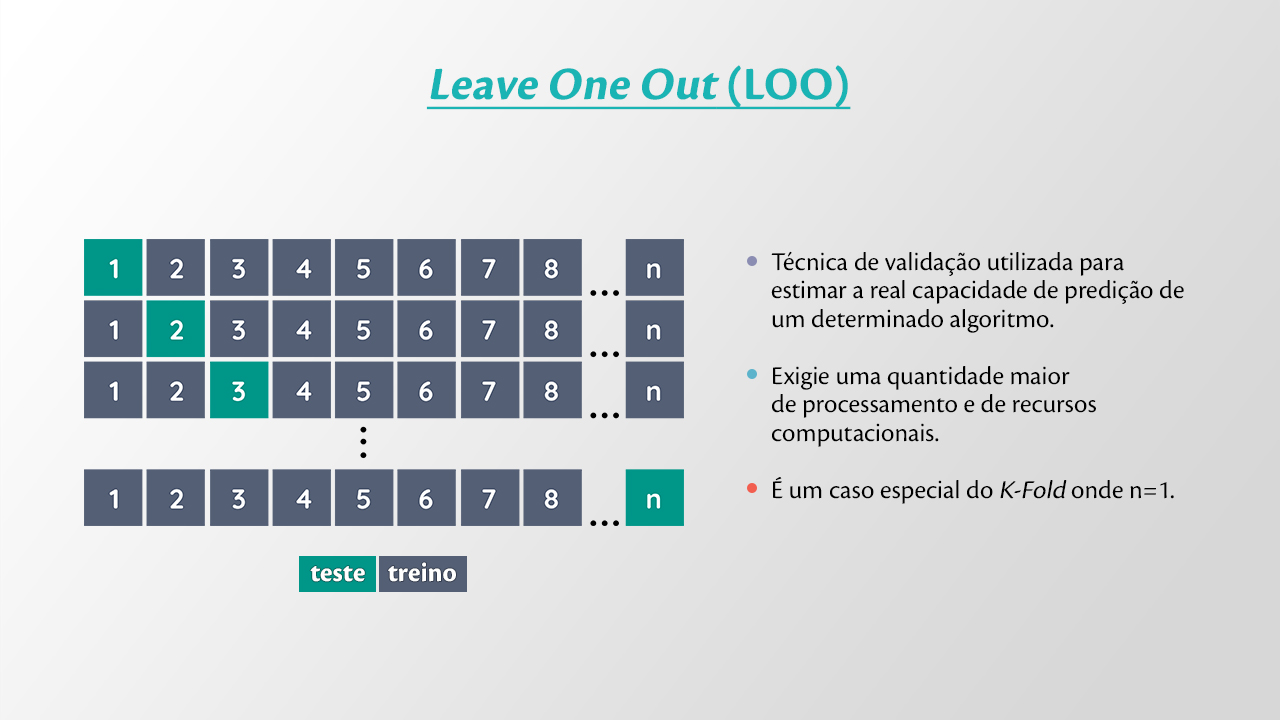 Leave One Out (LOO)
1 2 3 4 5 6 7 8 ... n
1 2 3 4 5 6 7 8 ... n
1 2 3 4 5 6 7 8 ... n
⋮
1 2 3 4 5 6 7 8 ... n
teste treino
• Técnica de validação utilizada para
estimar a real capacidade de predição de
um determinado algoritmo.
• Exigie uma quantidade maior
de processamento e de recursos
computacionais.
• É um caso especial do K-Fold onde n=1.